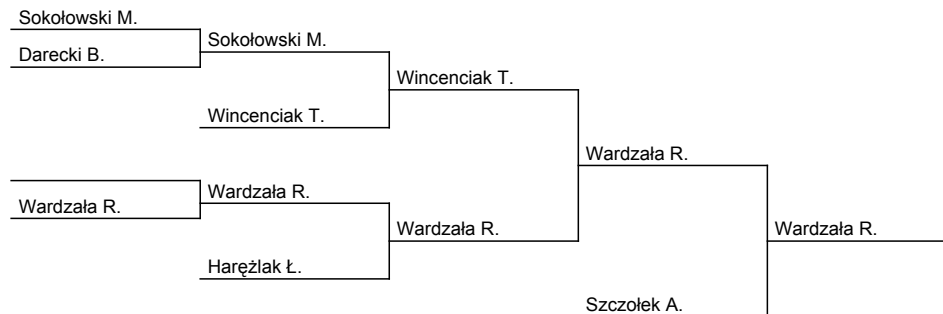 Sokołowski M.
Darecki B.
Sokołowski M.
Wincenciak T.
Wincenciak T.
Wardzała R.
Wardzała R.
Wardzała R.
Harężlak Ł.
Wardzała R.
Wardzała R.
Szczołek A.